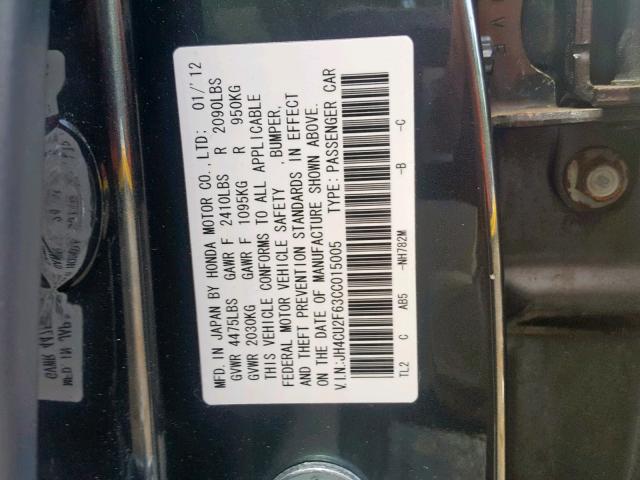 MFD. IN JAPAN BY HONDA MOTOR CO., LTD: 01/'12
GVWR 4475LBS GAWR F 2410LBS R 2090LBS
GVWR 2030KG GAWR F 1095KG R 950KG
THIS VEHICLE CONFORMS TO ALL APPLICABLE
FEDERAL MOTOR VEHICLE SAFETY , BUMPER,
AND THEFT PREVENTION STANDARDS IN EFFECT
ON THE DATE OF MANUFACTURE SHOWN ABOVE.
V.I.N:JH4CU2F63CC015005 TYPE: PASSENGER CAR
TL2 C AB5 -NH782M -B -C